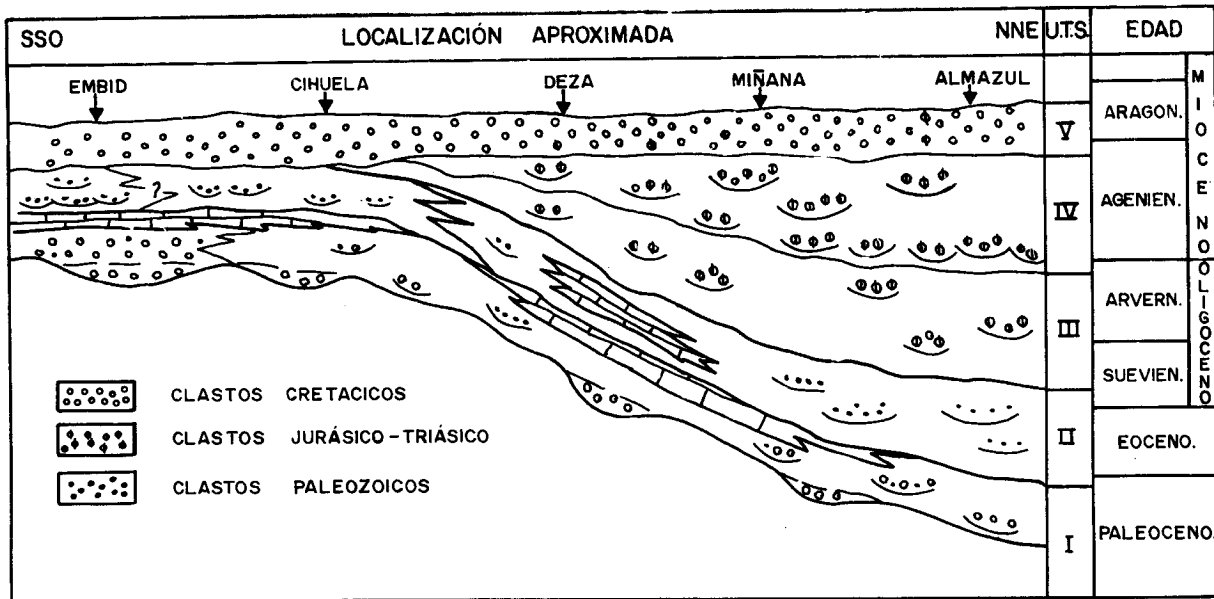 SSO LOCALIZACIÓN APROXIMADA NNE U.T.S. EDAD
EMBID CIHUELA DEZA MIÑANA ALMAZUL
V
IV
III
II
I
ARAGON.
AGENIEN.
ARVERN.
SUEVIEN.
EOCENO.
PALEOCENO.
MIOCENO
OLIGOCENO
?
CLASTOS CRETACICOS
CLASTOS JURÁSICO-TRIÁSICO
CLASTOS PALEOZOICOS